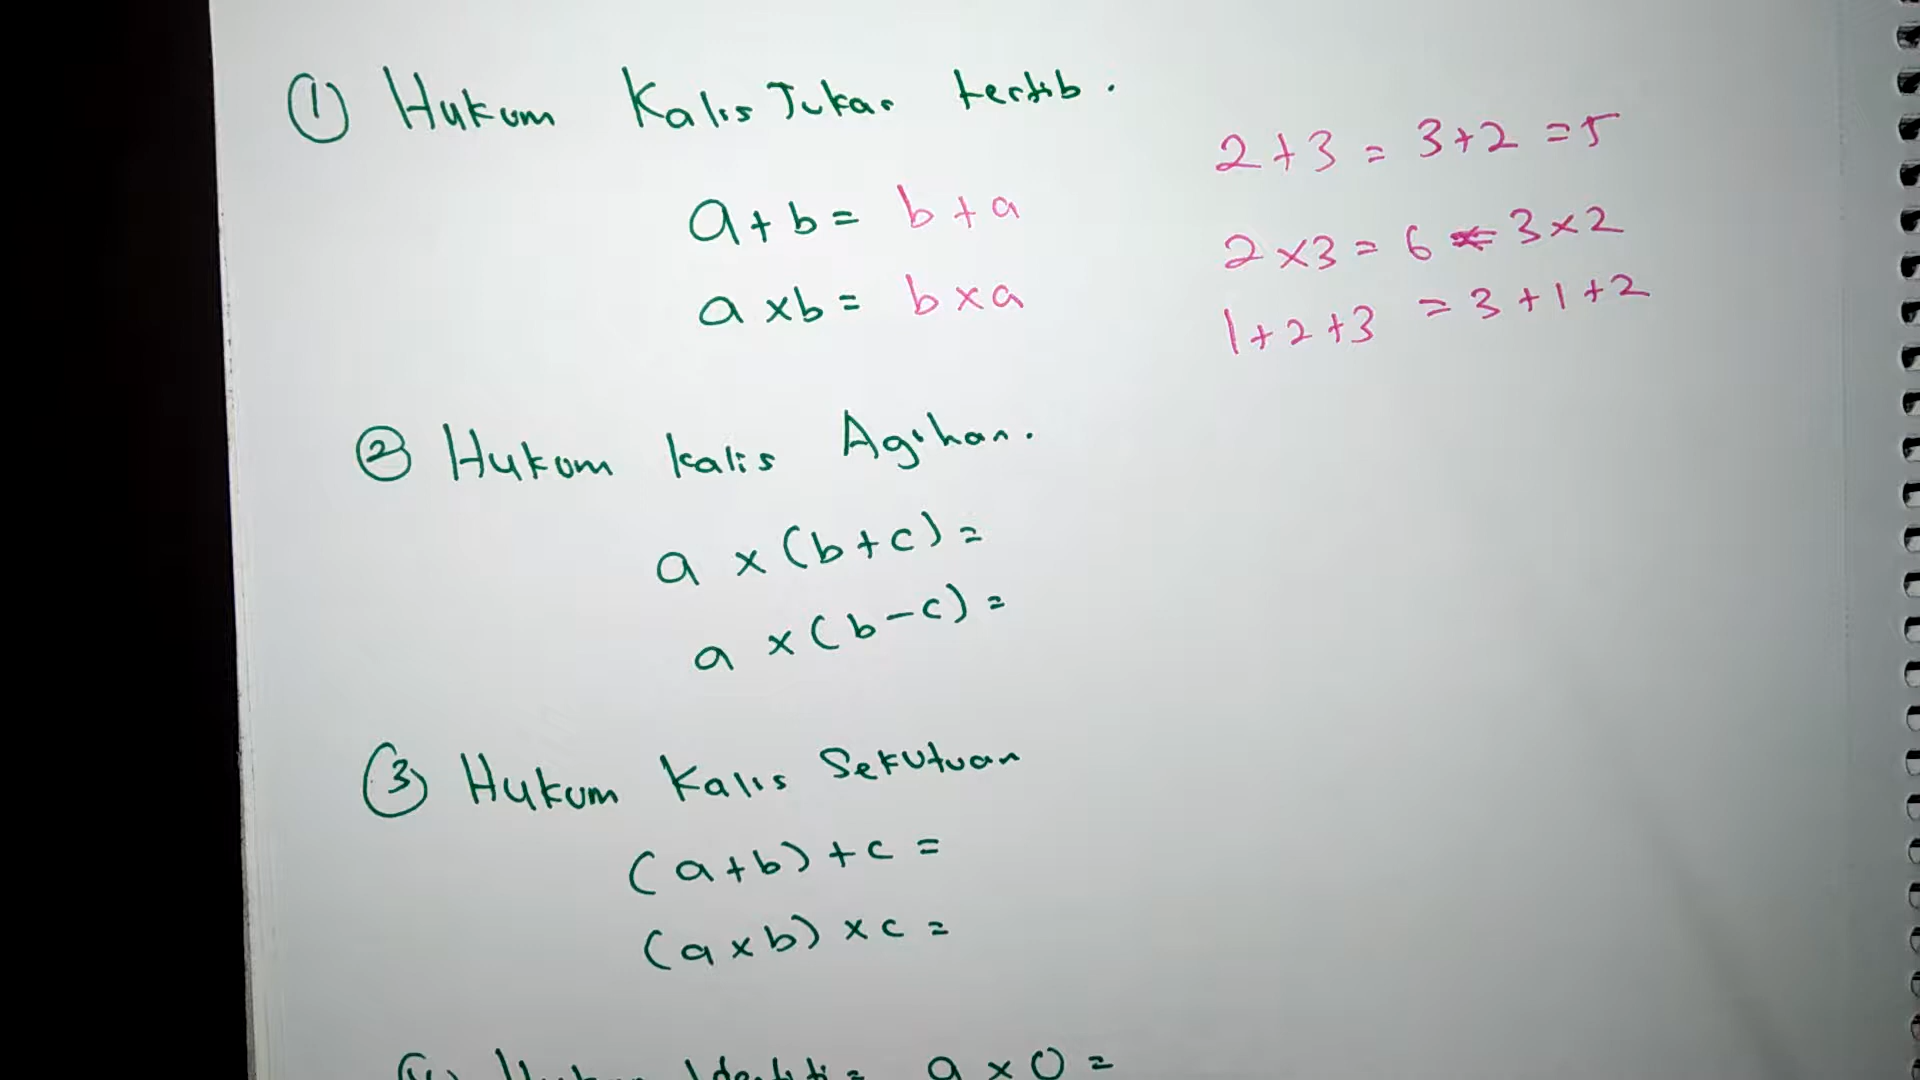 ① Hukum Kalis Tukar tertib.
a + b = b + a
a x b = b x a
2 + 3 = 3 + 2 = 5
2 x 3 = 6 = 3 x 2
1 + 2 + 3 = 3 + 1 + 2
② Hukum kalis Agihan.
a x (b + c) =
a x (b - c) =
③ Hukum Kalis Sekutuan
(a + b) + c =
(a x b) x c =
Identiti = a x 0 =